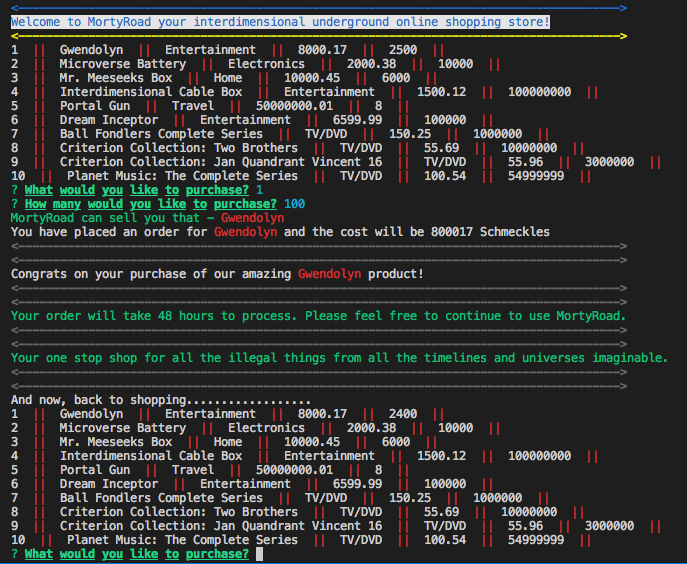 <------------------------------------------------------------------------------------>
Welcome to MortyRoad your interdimensional underground online shopping store!
<------------------------------------------------------------------------------------>
1 || Gwendolyn || Entertainment || 8000.17 || 2500 ||
2 || Microverse Battery || Electronics || 2000.38 || 10000 ||
3 || Mr. Meeseeks Box || Home || 10000.45 || 6000 ||
4 || Interdimensional Cable Box || Entertainment || 1500.12 || 100000000 ||
5 || Portal Gun || Travel || 50000000.01 || 8 ||
6 || Dream Inceptor || Entertainment || 6599.99 || 100000 ||
7 || Ball Fondlers Complete Series || TV/DVD || 150.25 || 1000000 ||
8 || Criterion Collection: Two Brothers || TV/DVD || 55.69 || 10000000 ||
9 || Criterion Collection: Jan Quadrant Vincent 16 || TV/DVD || 55.96 || 3000000 ||
10 || Planet Music: The Complete Series || TV/DVD || 100.54 || 54999999 ||
? What would you like to purchase? 1
? How many would you like to purchase? 100
MortyRoad can sell you that - Gwendolyn
You have placed an order for Gwendolyn and the cost will be 800017 Schmeckles
<------------------------------------------------------------------------------------>
<------------------------------------------------------------------------------------>
Congrats on your purchase of our amazing Gwendolyn product!
<------------------------------------------------------------------------------------>
<------------------------------------------------------------------------------------>
Your order will take 48 hours to process. Please feel free to continue to use MortyRoad.
<------------------------------------------------------------------------------------>
<------------------------------------------------------------------------------------>
Your one stop shop for all the illegal things from all the timelines and universes imaginable.
<------------------------------------------------------------------------------------>
<------------------------------------------------------------------------------------>
And now, back to shopping..................
1 || Gwendolyn || Entertainment || 8000.17 || 2400 ||
2 || Microverse Battery || Electronics || 2000.38 || 10000 ||
3 || Mr. Meeseeks Box || Home || 10000.45 || 6000 ||
4 || Interdimensional Cable Box || Entertainment || 1500.12 || 100000000 ||
5 || Portal Gun || Travel || 50000000.01 || 8 ||
6 || Dream Inceptor || Entertainment || 6599.99 || 100000 ||
7 || Ball Fondlers Complete Series || TV/DVD || 150.25 || 1000000 ||
8 || Criterion Collection: Two Brothers || TV/DVD || 55.69 || 10000000 ||
9 || Criterion Collection: Jan Quadrant Vincent 16 || TV/DVD || 55.96 || 3000000 ||
10 || Planet Music: The Complete Series || TV/DVD || 100.54 || 54999999 ||
? What would you like to purchase?